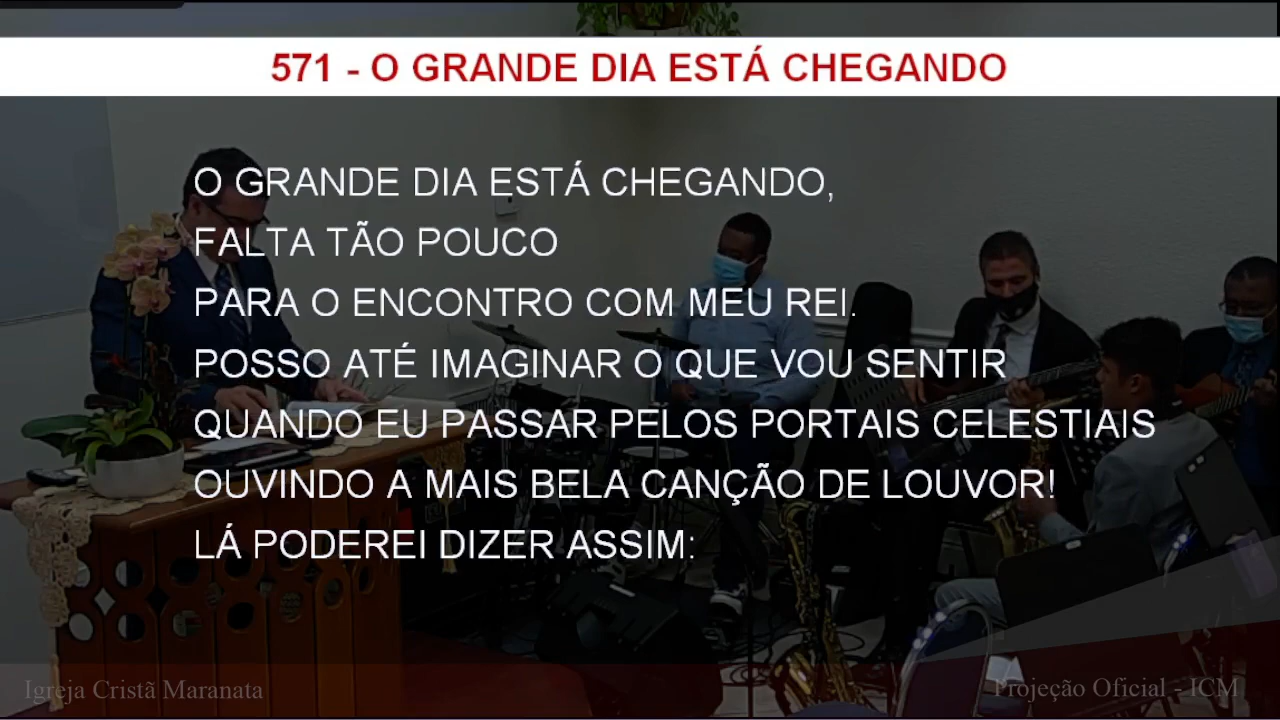 571 - O GRANDE DIA ESTÁ CHEGANDO
O GRANDE DIA ESTÁ CHEGANDO,
FALTA TÃO POUCO
PARA O ENCONTRO COM MEU REI.
POSSO ATÉ IMAGINAR O QUE VOU SENTIR
QUANDO EU PASSAR PELOS PORTAIS CELESTIAIS
OUVINDO A MAIS BELA CANÇÃO DE LOUVOR!
LÁ PODEREI DIZER ASSIM:
Igreja Cristã Maranata
Projeção Oficial - ICM